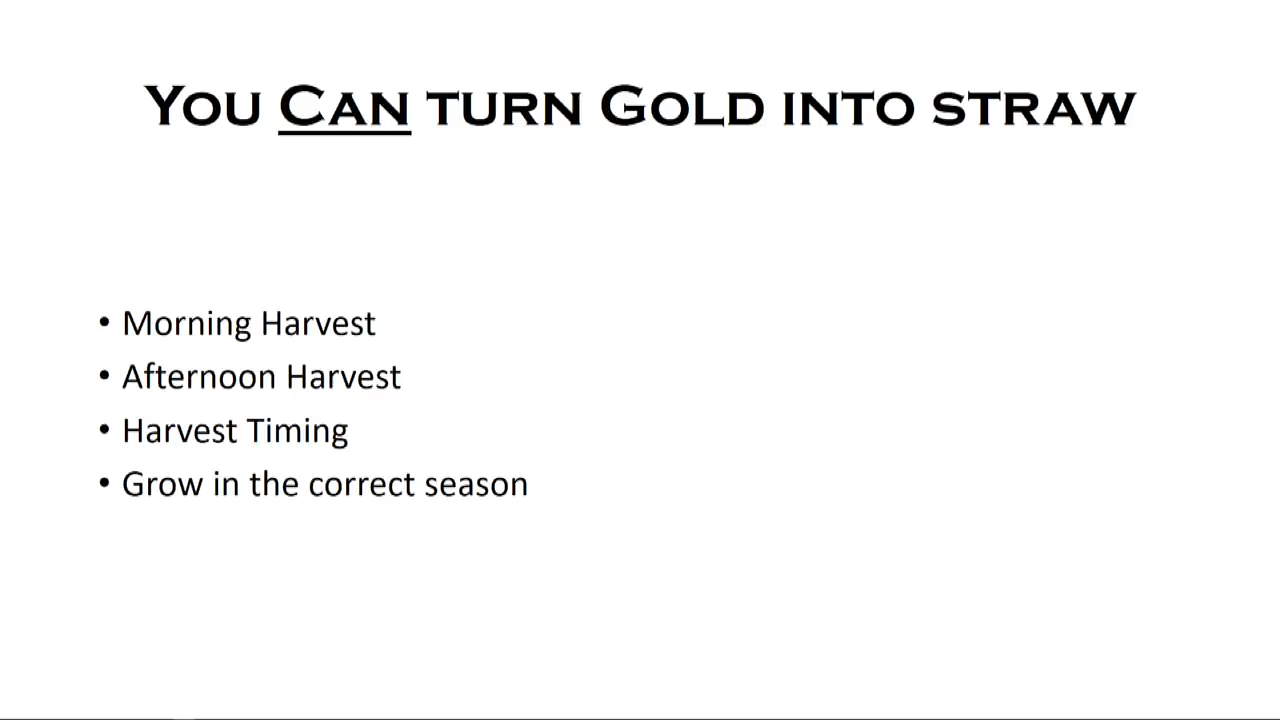 You Can turn Gold into straw
• Morning Harvest
• Afternoon Harvest
• Harvest Timing
• Grow in the correct season